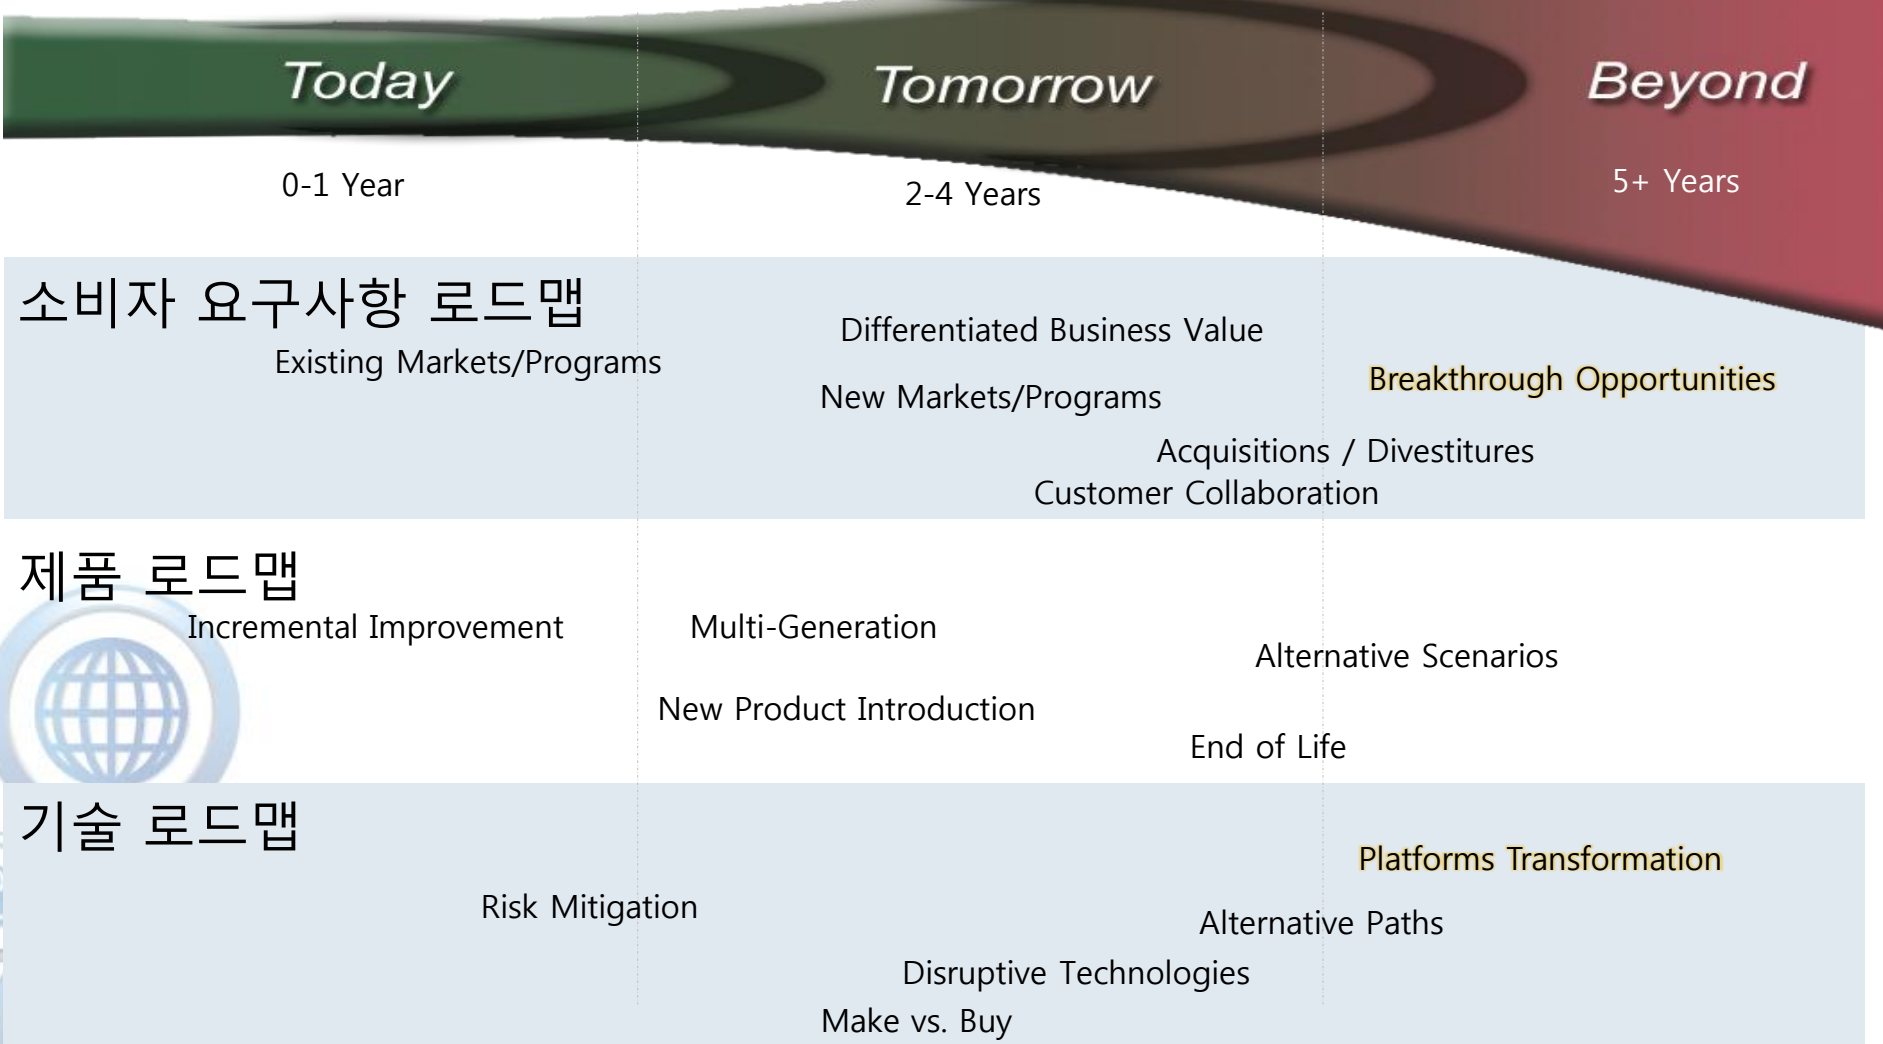 Today
Tomorrow
Beyond
0-1 Year
2-4 Years
5+ Years
소비자 요구사항 로드맵
Existing Markets/Programs
Differentiated Business Value
New Markets/Programs
Breakthrough Opportunities
Acquisitions / Divestitures
Customer Collaboration
제품 로드맵
Incremental Improvement
Multi-Generation
Alternative Scenarios
New Product Introduction
End of Life
기술 로드맵
Platforms Transformation
Risk Mitigation
Alternative Paths
Disruptive Technologies
Make vs. Buy